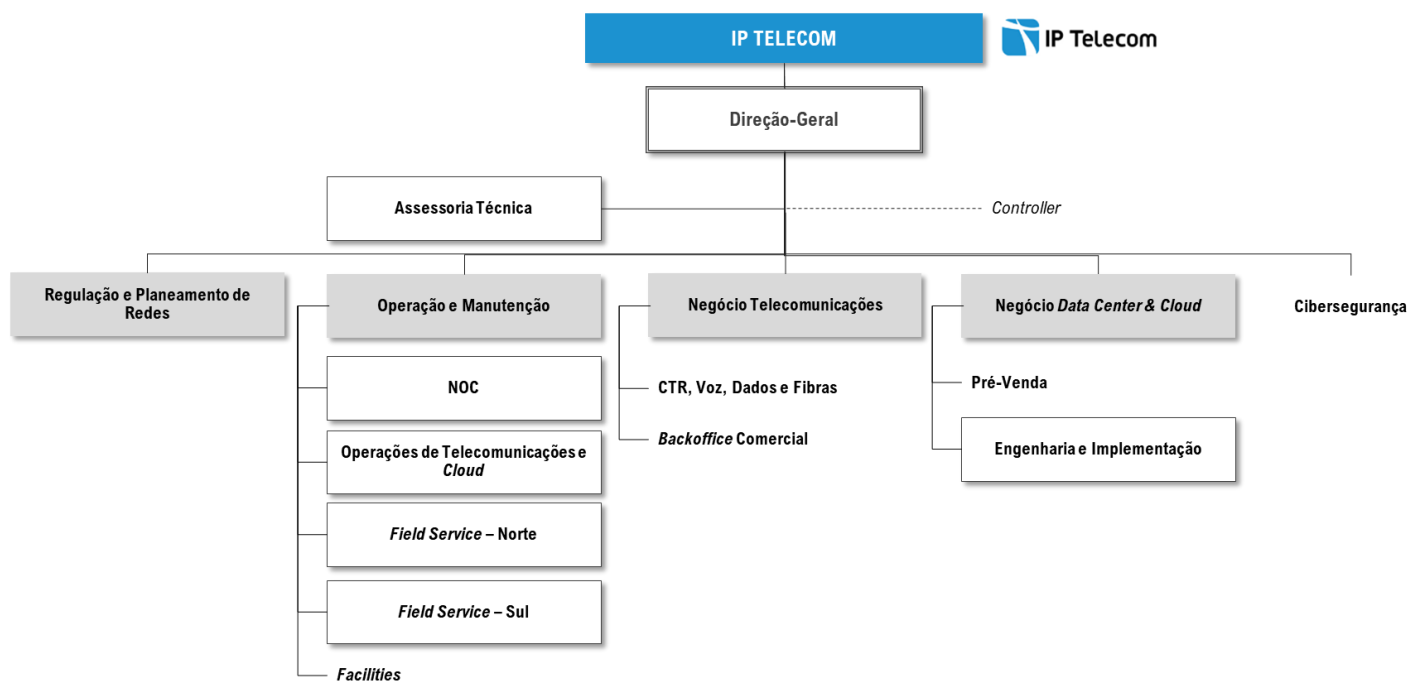 IP TELECOM
IP Telecom
Direção-Geral
Assessoria Técnica
Controller
Regulação e Planeamento de
Redes
Operação e Manutenção
Negócio Telecomunicações
Negócio Data Center & Cloud
Cibersegurança
NOC
Operações de Telecomunicações e
Cloud
Field Service – Norte
Field Service – Sul
Facilities
CTR, Voz, Dados e Fibras
Backoffice Comercial
Pré-Venda
Engenharia e Implementação